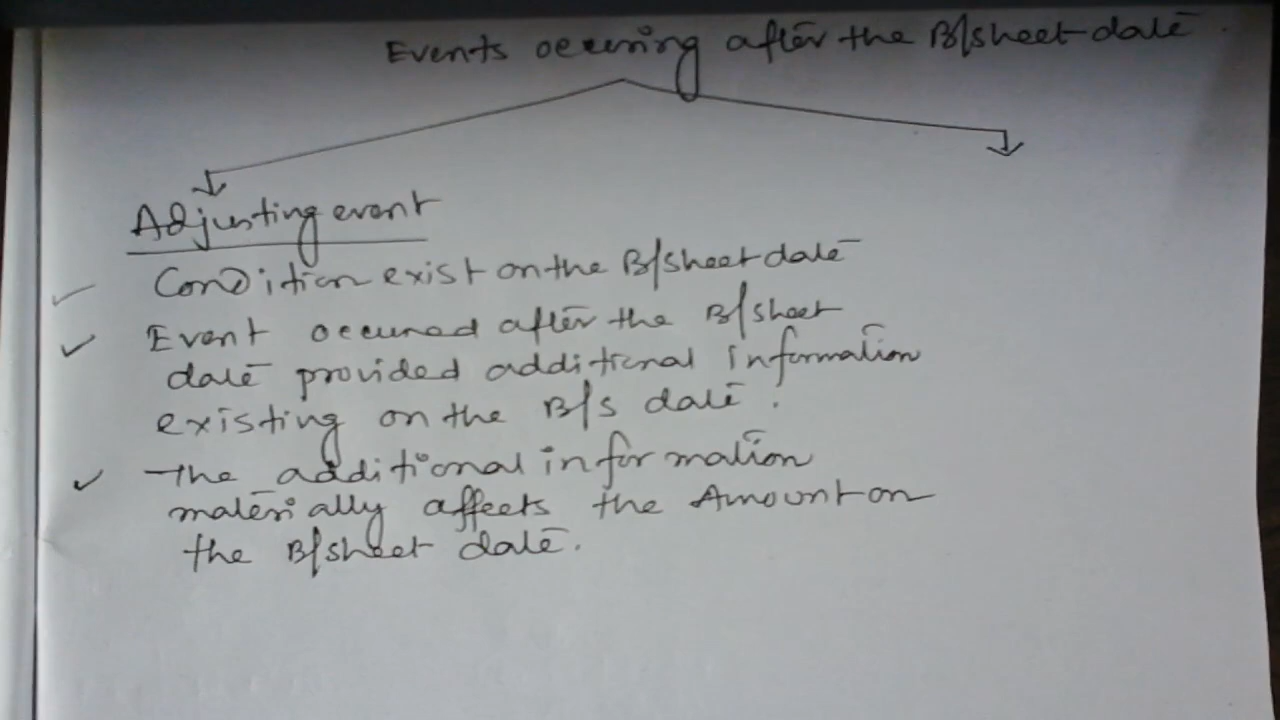 Events occuring after the B/sheet date
Adjusting event
Condition exist on the B/sheet date
Event occured after the B/sheet
date provided additional information
existing on the B/s date.
The additional information
materially affects the Amount on
the B/sheet date.